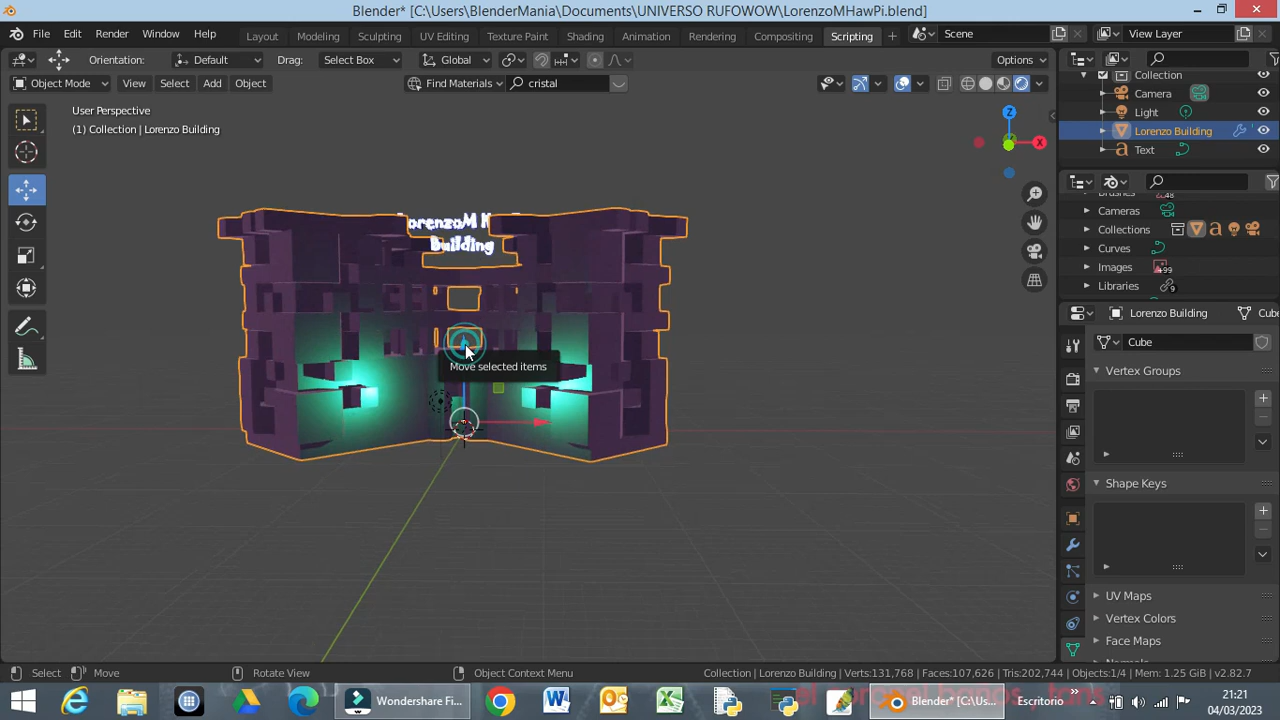 Blender* [C:\Users\BlenderMania\Documents\UNIVERSO RUFOWOW\LorenzoMHawPi.blend]
File Edit Render Window Help Layout Modeling Sculpting UV Editing Texture Paint Shading Animation Rendering Compositing Scripting + Scene View Layer
Orientation: Default Drag: Select Box Global Options
Object Mode View Select Add Object Find Materials cristal
User Perspective
(1) Collection | Lorenzo Building
Z
X
Collection
Camera
Light
Lorenzo Building
Text
Cameras
Collections
Curves
Images +99
Libraries 9
Lorenzo Building Cube
Cube
Vertex Groups
Shape Keys
UV Maps
Vertex Colors
Face Maps
Building
Move selected items
Select Move Rotate View Object Context Menu Collection | Lorenzo Building | Verts:131,768 | Faces:107,626 | Tris:202,744 | Objects:1/4 | Mem: 1.25 GiB | v2.82.7
Wondershare Fi... Blender* [C:\Us... Escritorio
21:21
04/03/2023